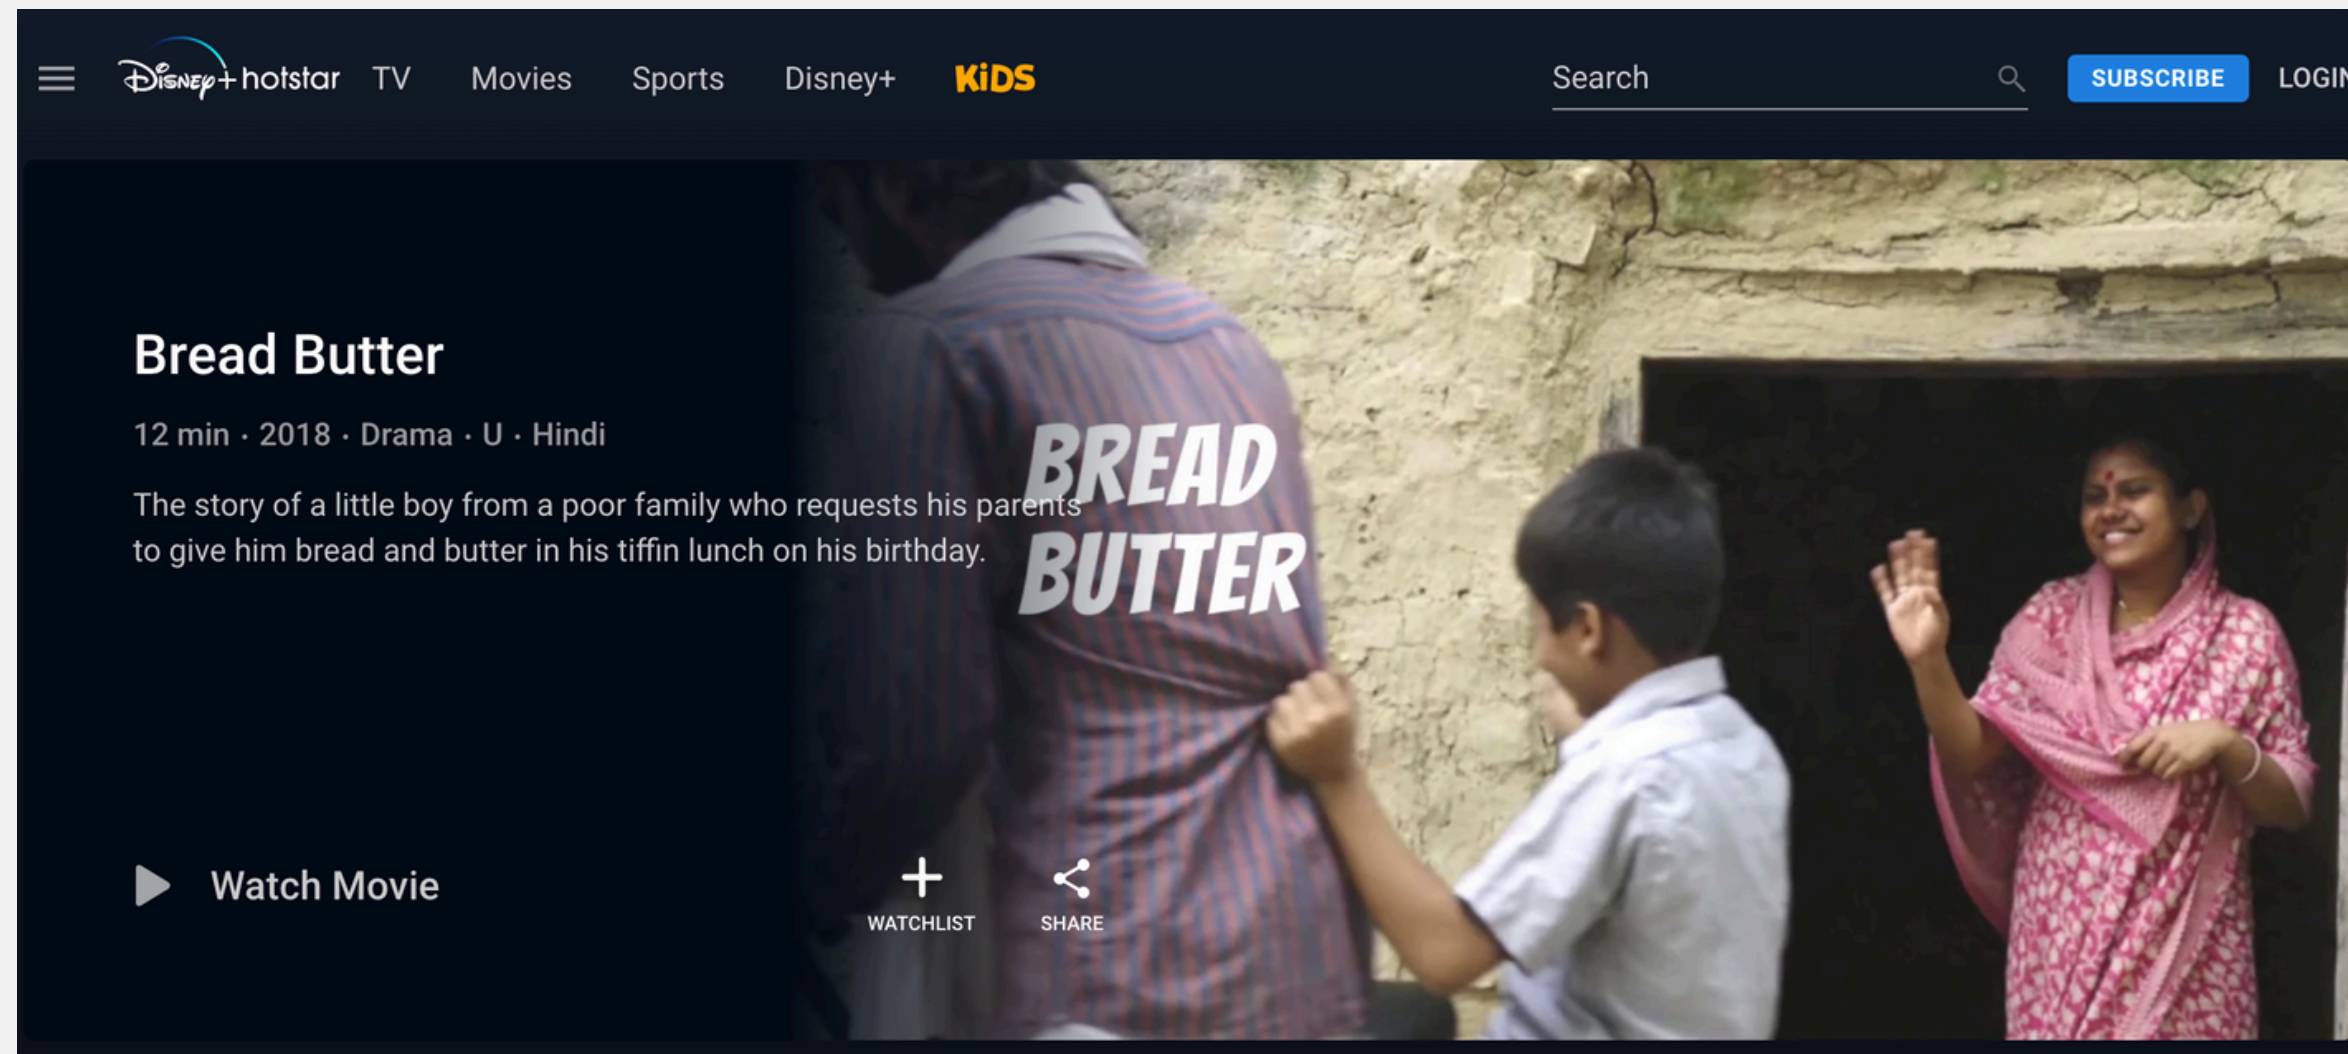 Disney+ hotstar TV Movies Sports Disney+ KiDS Search SUBSCRIBE LOGIN
Bread Butter
12 min · 2018 · Drama · U · Hindi
The story of a little boy from a poor family who requests his parents
to give him bread and butter in his tiffin lunch on his birthday.
BREAD
BUTTER
Watch Movie
WATCHLIST SHARE